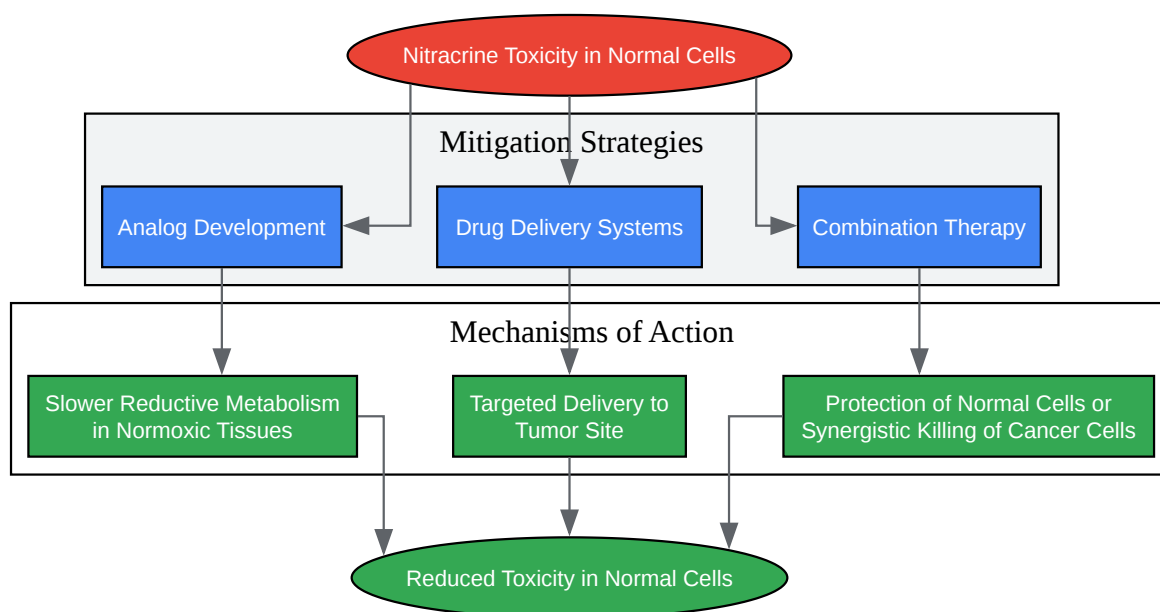 Nitracrine Toxicity in Normal Cells
Mitigation Strategies
Analog Development
Drug Delivery Systems
Combination Therapy
Mechanisms of Action
Slower Reductive Metabolism
in Normoxic Tissues
Targeted Delivery to
Tumor Site
Protection of Normal Cells or
Synergistic Killing of Cancer Cells
Reduced Toxicity in Normal Cells